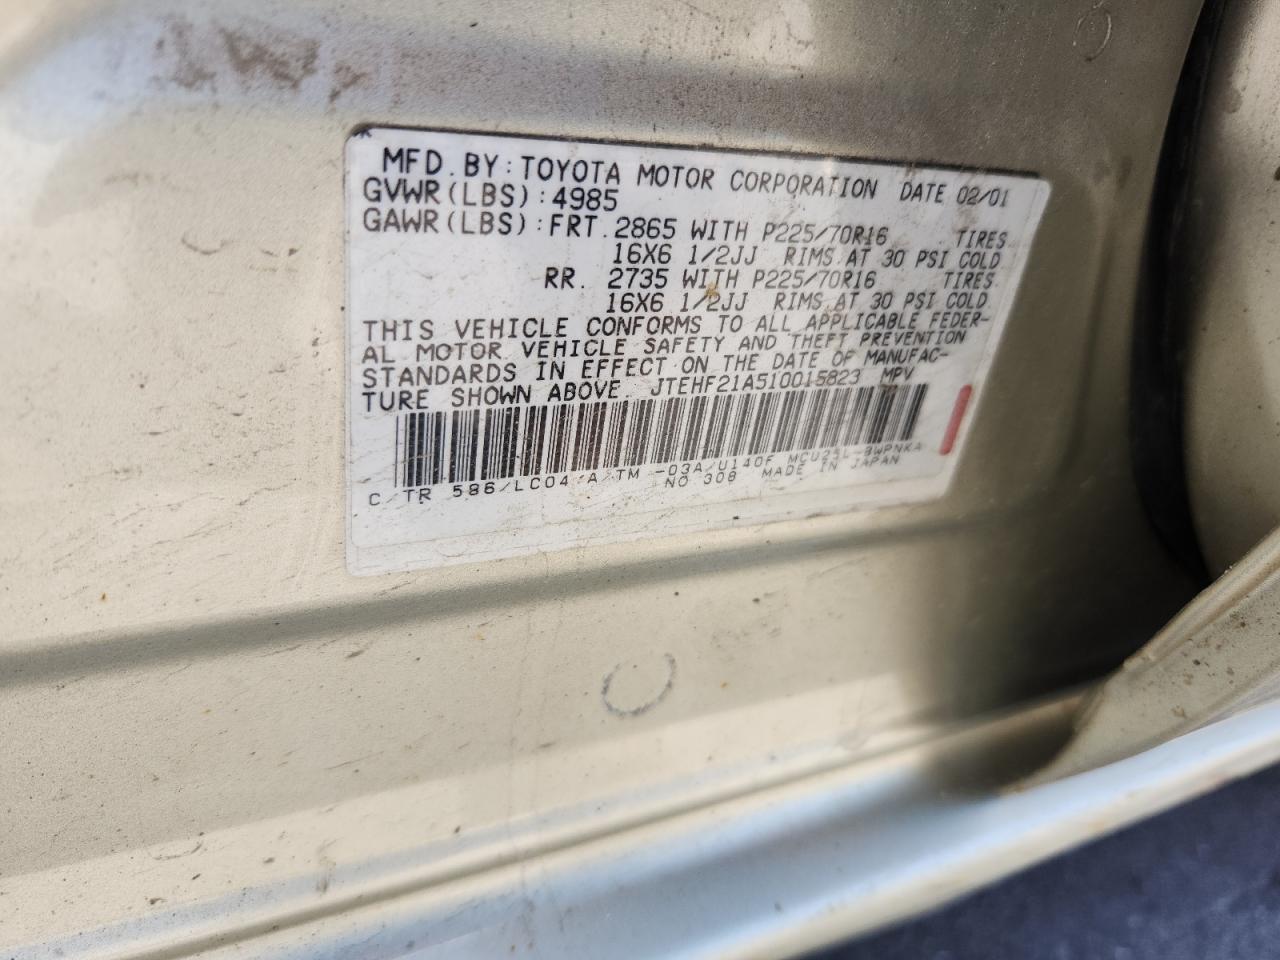 MFD. BY: TOYOTA MOTOR CORPORATION DATE 02/01
GVWR(LBS): 4985
GAWR(LBS): FRT. 2865 WITH P225/70R16 TIRES
16X6 1/2JJ RIMS AT 30 PSI COLD
RR. 2735 WITH P225/70R16 TIRES
16X6 1/2JJ RIMS AT 30 PSI COLD
THIS VEHICLE CONFORMS TO ALL APPLICABLE FEDER-
AL MOTOR VEHICLE SAFETY AND THEFT PREVENTION
STANDARDS IN EFFECT ON THE DATE OF MANUFAC-
TURE SHOWN ABOVE. JTEHF21A510015823 MPV
C/TR 586/LC04 A/TM -03A/U140F MCU25L-BWPNKA
NO 308 MADE IN JAPAN